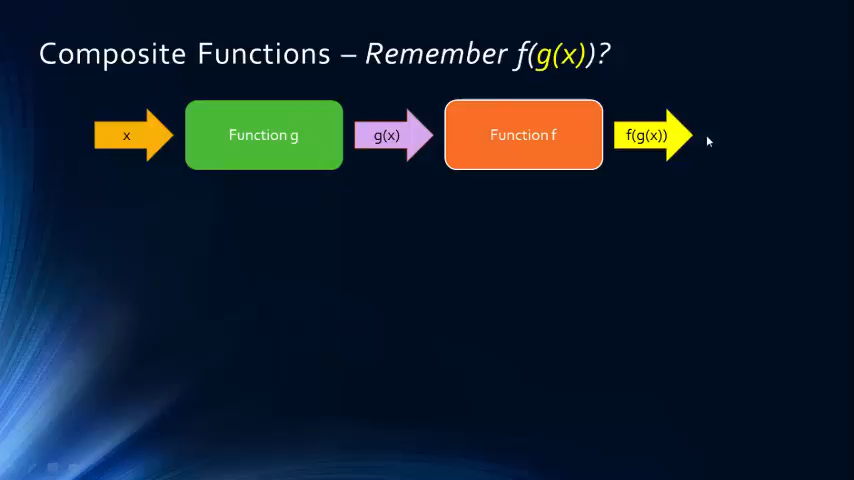 Composite Functions – Remember f(g(x))?
x
Function g
g(x)
Function f
f(g(x))